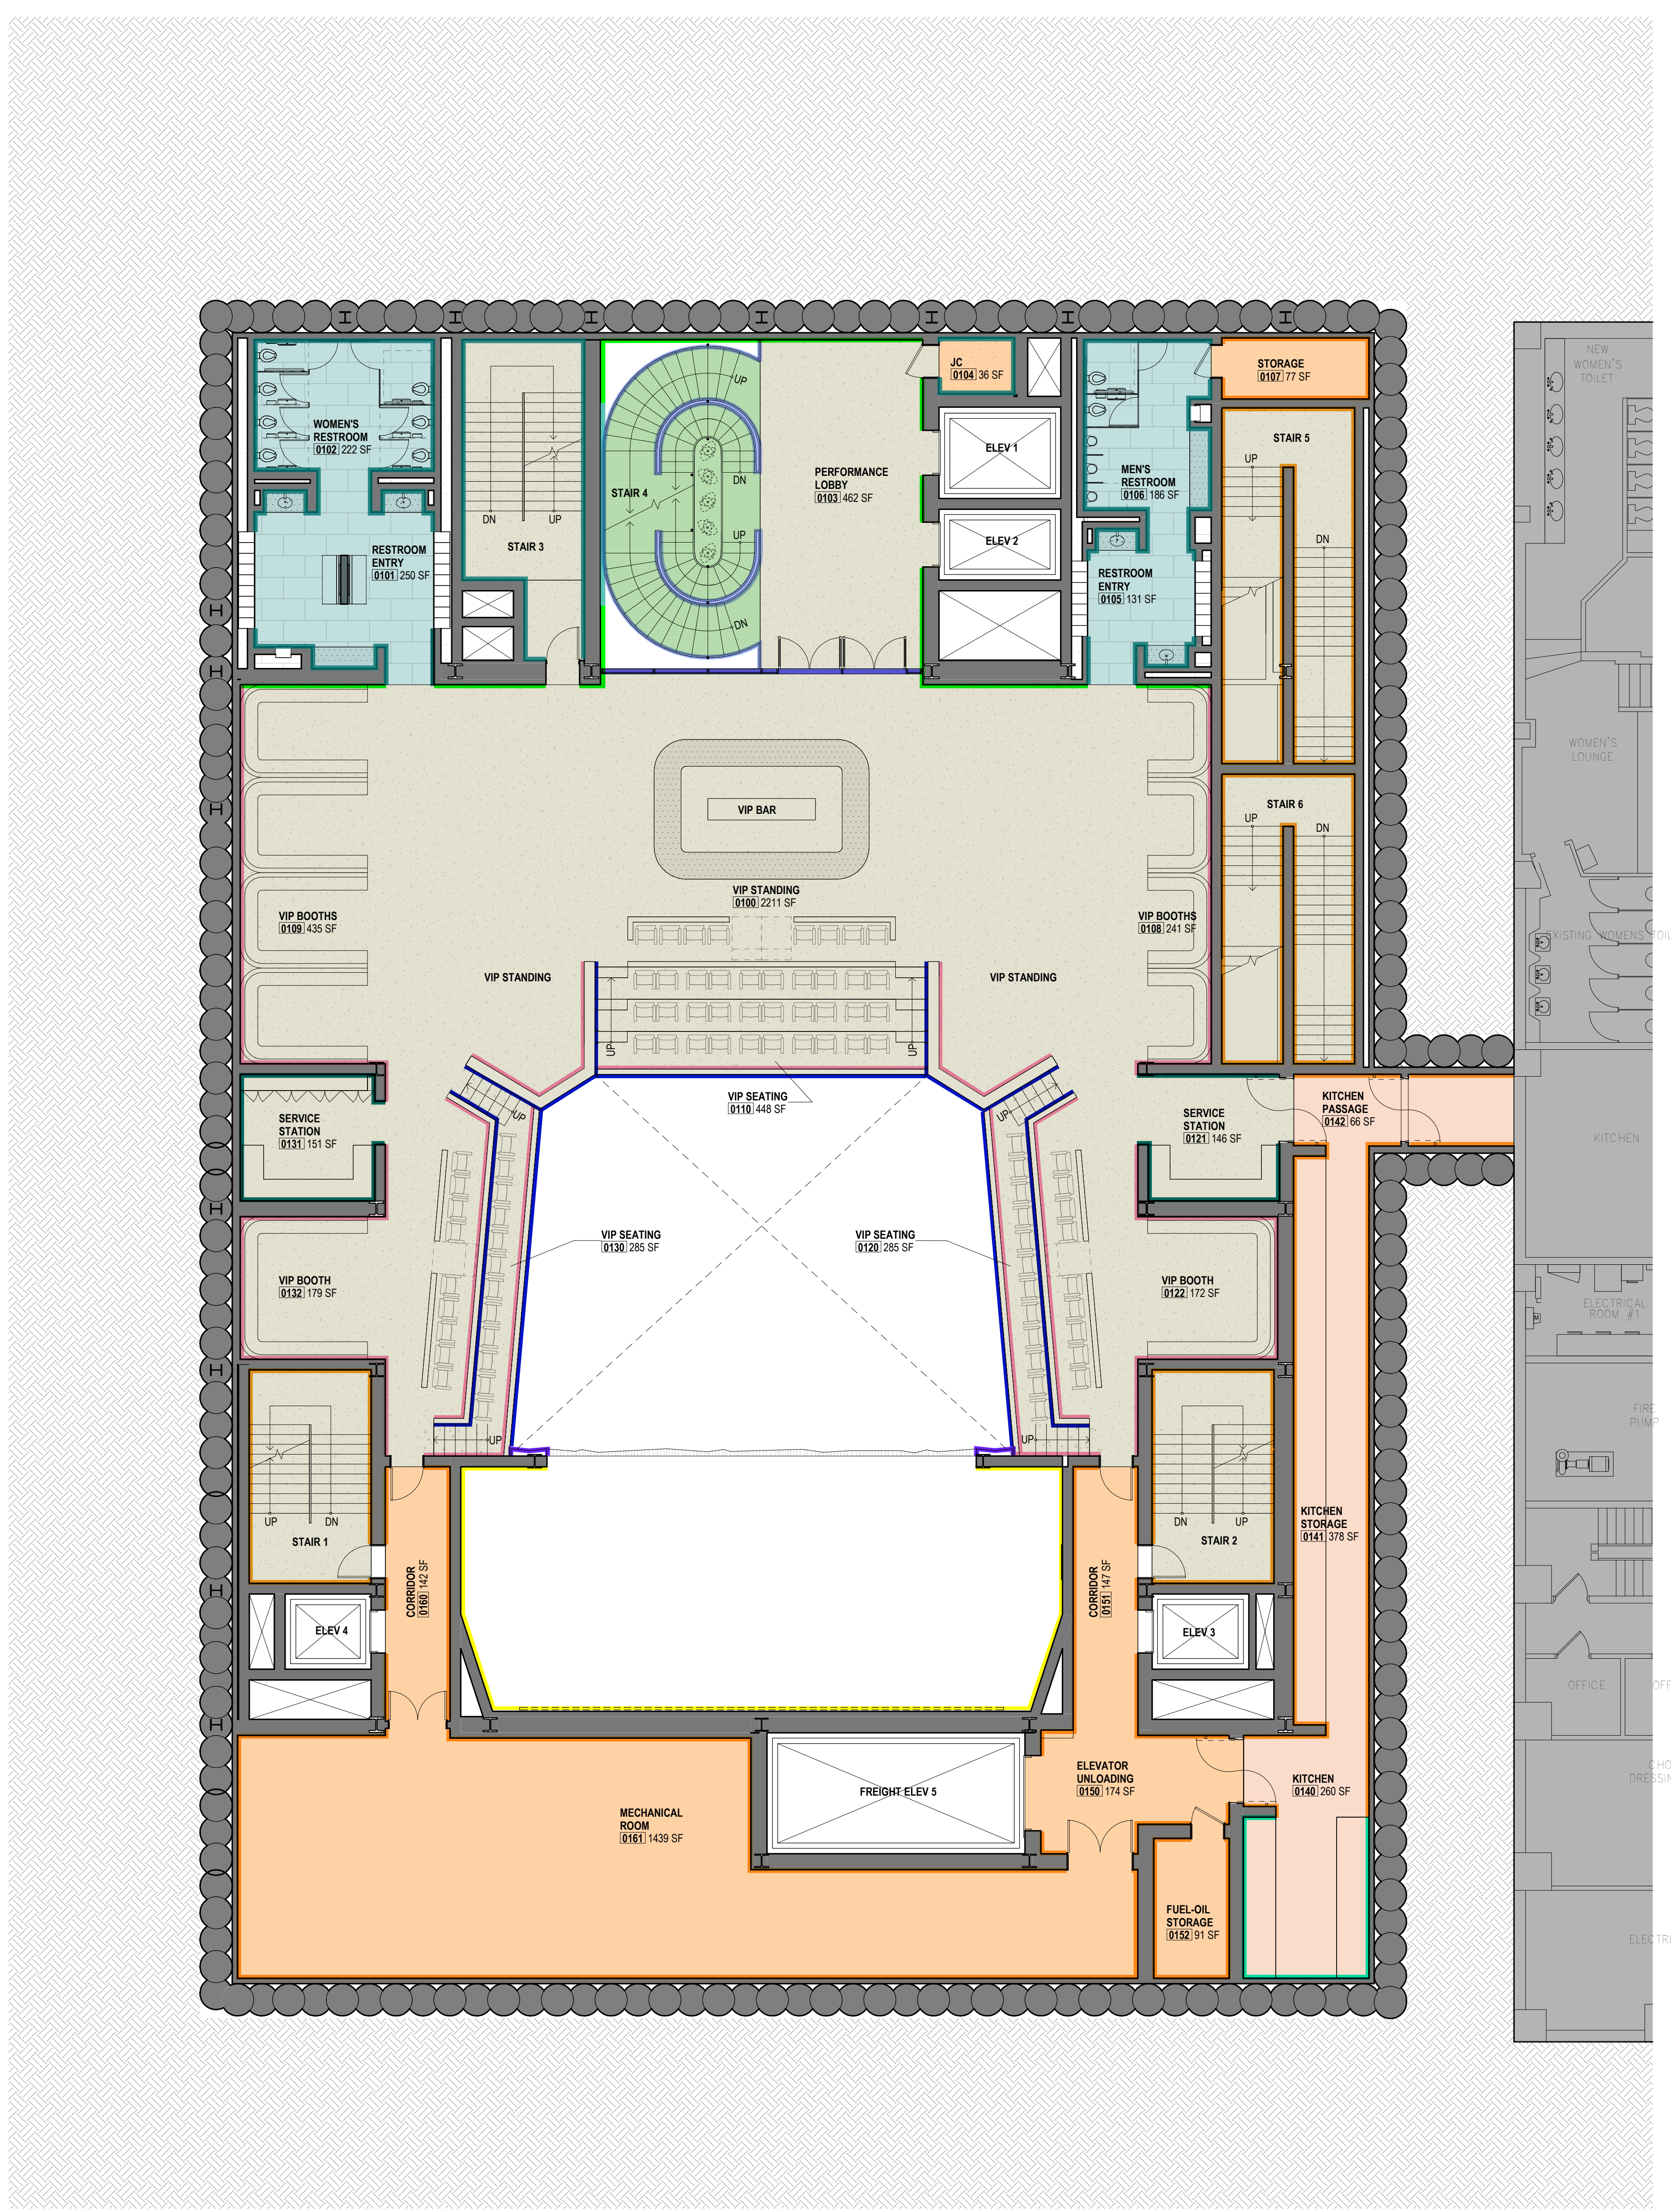 NEW
WOMEN'S
TOILET
UP
JC
0104 36 SF
STORAGE
0107 77 SF
WOMEN'S
RESTROOM
0102 222 SF
STAIR 5
ELEV 1
UP
PERFORMANCE
LOBBY
0103 462 SF
MEN'S
RESTROOM
0106 186 SF
DN
STAIR 4
DN
UP
STAIR 3
UP
ELEV 2
DN
RESTROOM
ENTRY
0101 250 SF
RESTROOM
ENTRY
0105 131 SF
DN
WOMEN'S
LOUNGE
VIP BAR
STAIR 6
UP
DN
VIP STANDING
0100 2211 SF
VIP BOOTHS
0109 435 SF
VIP BOOTHS
0108 241 SF
EXISTING WOMENS TOIL
VIP STANDING
VIP STANDING
UP
UP
VIP SEATING
0110 448 SF
UP
UP
SERVICE
STATION
0131 151 SF
SERVICE
STATION
0121 146 SF
KITCHEN
PASSAGE
0142 66 SF
KITCHEN
VIP SEATING
0130 285 SF
VIP SEATING
0120 285 SF
VIP BOOTH
0132 179 SF
VIP BOOTH
0122 172 SF
ELECTRICAL
ROOM #1
FIRE
PUMP
UP
UP
UP
DN
STAIR 1
DN
UP
STAIR 2
KITCHEN
STORAGE
0141 378 SF
CORRIDOR
0160 142 SF
CORRIDOR
0151 147 SF
ELEV 4
ELEV 3
OFFICE
OFF
FREIGHT ELEV 5
ELEVATOR
UNLOADING
0150 174 SF
KITCHEN
0140 260 SF
CHO
DRESSIN
MECHANICAL
ROOM
0161 1439 SF
FUEL-OIL
STORAGE
0152 91 SF
ELECTRI